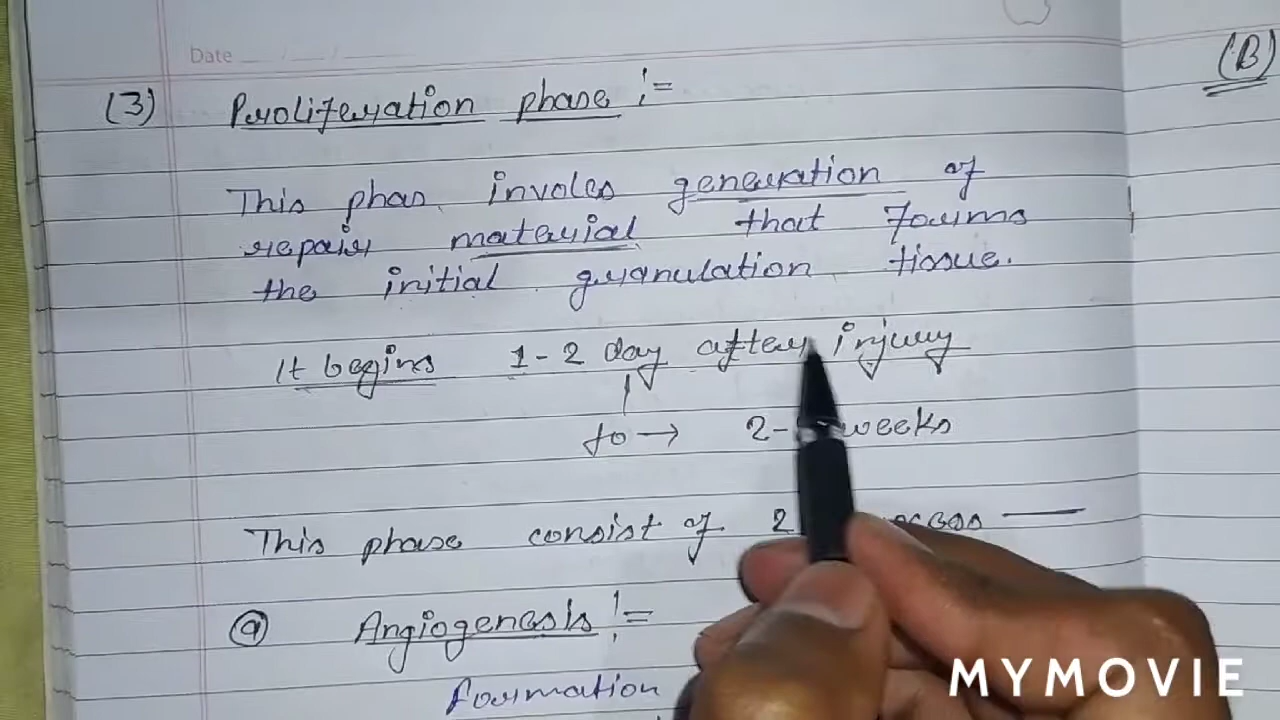 Date
(B)
(3) Proliferation phase :=
This phas involes generation of
repair material that forms
the initial granulation tissue.
It begins 1-2 day after injury
to → 2- weeks
This phase consist of 2
(a) Angiogenesis :=
formation
MYMOVIE